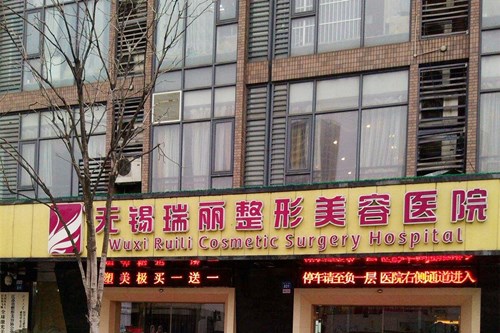 无锡瑞丽整形美容医院
Wuxi Ruili Cosmetic Surgery Hospital
塑美极买一送一
停车请至负一层 医院右侧通道进入